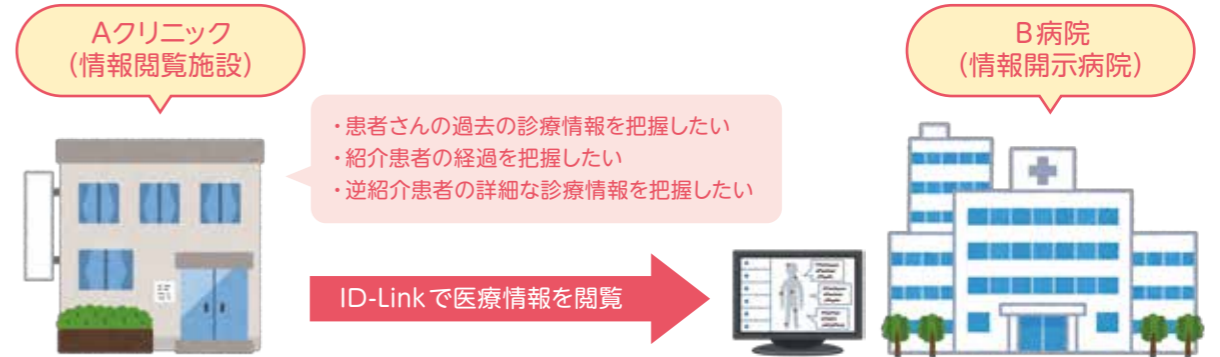 Aクリニック
（情報閲覧施設）
B病院
（情報開示病院）
・患者さんの過去の診療情報を把握したい
・紹介患者の経過を把握したい
・逆紹介患者の詳細な診療情報を把握したい
ID-Linkで医療情報を閲覧